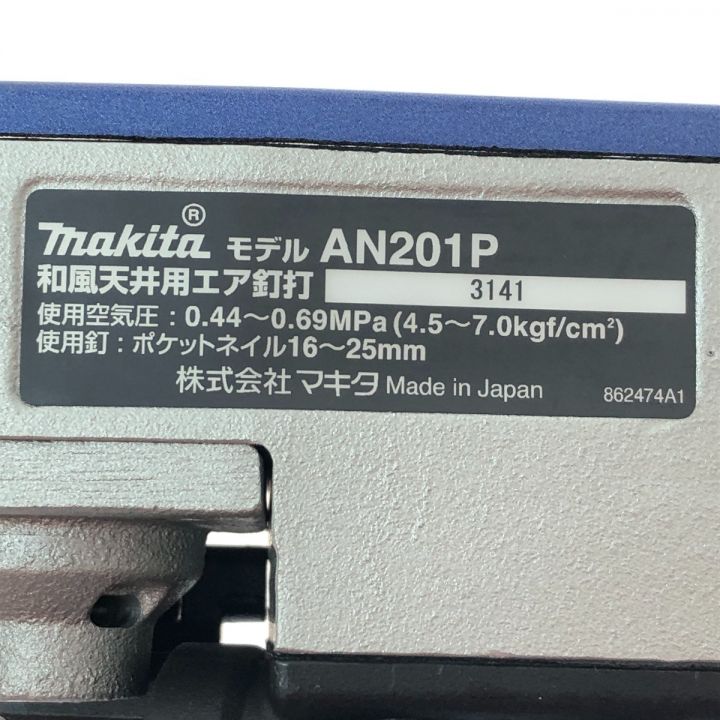 makita® モデル AN201P
和風天井用エア釘打 3141
使用空気圧：0.44～0.69MPa(4.5～7.0kgf/cm²)
使用釘：ポケットネイル16～25mm
株式会社 マキタ Made in Japan 862474A1